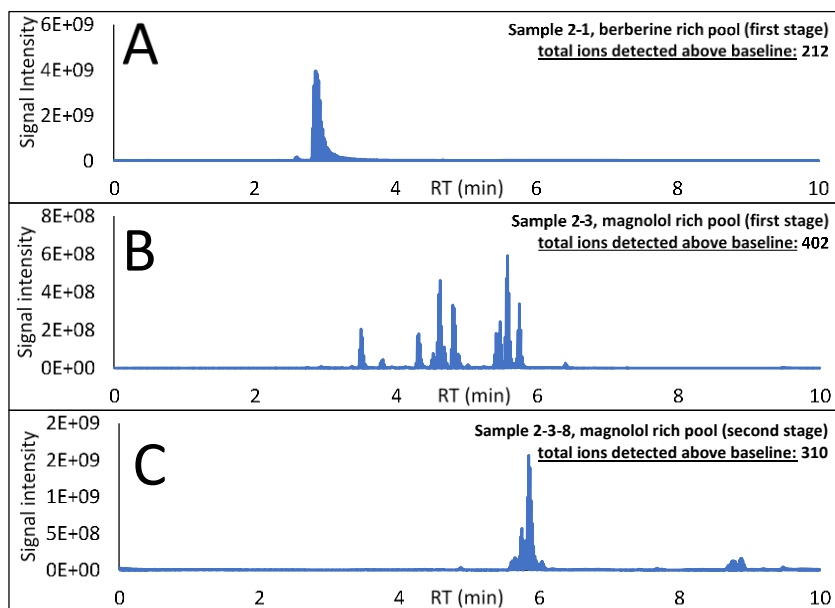 A
Sample 2-1, berberine rich pool (first stage)
total ions detected above baseline: 212
Signal Intensity
6E+09
4E+09
2E+09
0
0 2 4 6 8 10
RT (min)
B
Sample 2-3, magnolol rich pool (first stage)
total ions detected above baseline: 402
Signal Intensity
8E+08
6E+08
4E+08
2E+08
0E+00
0 2 4 6 8 10
RT (min)
C
Sample 2-3-8, magnolol rich pool (second stage)
total ions detected above baseline: 310
Signal intensity
2E+09
2E+09
1E+09
5E+08
0E+00
0 2 4 6 8 10
RT (min)